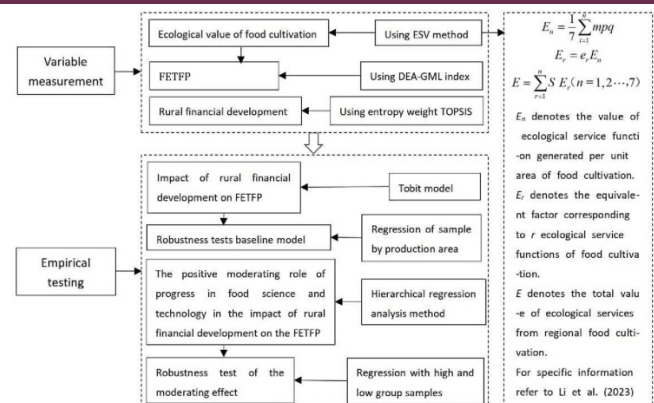 Variable
measurement
Ecological value of food cultivation
Using ESV method
FETFP
Using DEA-GML index
Rural financial development
Using entropy weight TOPSIS
Empirical
testing
Impact of rural financial
development on FETFP
Tobit model
Robustness tests baseline model
Regression of sample
by production area
The positive moderating role of
progress in food science and
technology in the impact of rural
financial development on the FETFP
Hierarchical regression
analysis method
Robustness test of the
moderating effect
Regression with high and
low group samples
Eₙ = 1/7 ∑ⁿᵢ₌₁ mpq
Eᵣ = eᵣEₙ
E = ∑ⁿᵣ₌₁ S Eᵣ(n=1,2⋯,7)
Eₙ denotes the value of
ecological service functi
-on generated per unit
area of food cultivation.
Eᵣ denotes the equivale-
nt factor corresponding
to r ecological service
functions of food cultiva
-tion.
E denotes the total valu
-e of ecological services
from regional food culti-
vation.
For specific information
refer to Li et al. (2023)